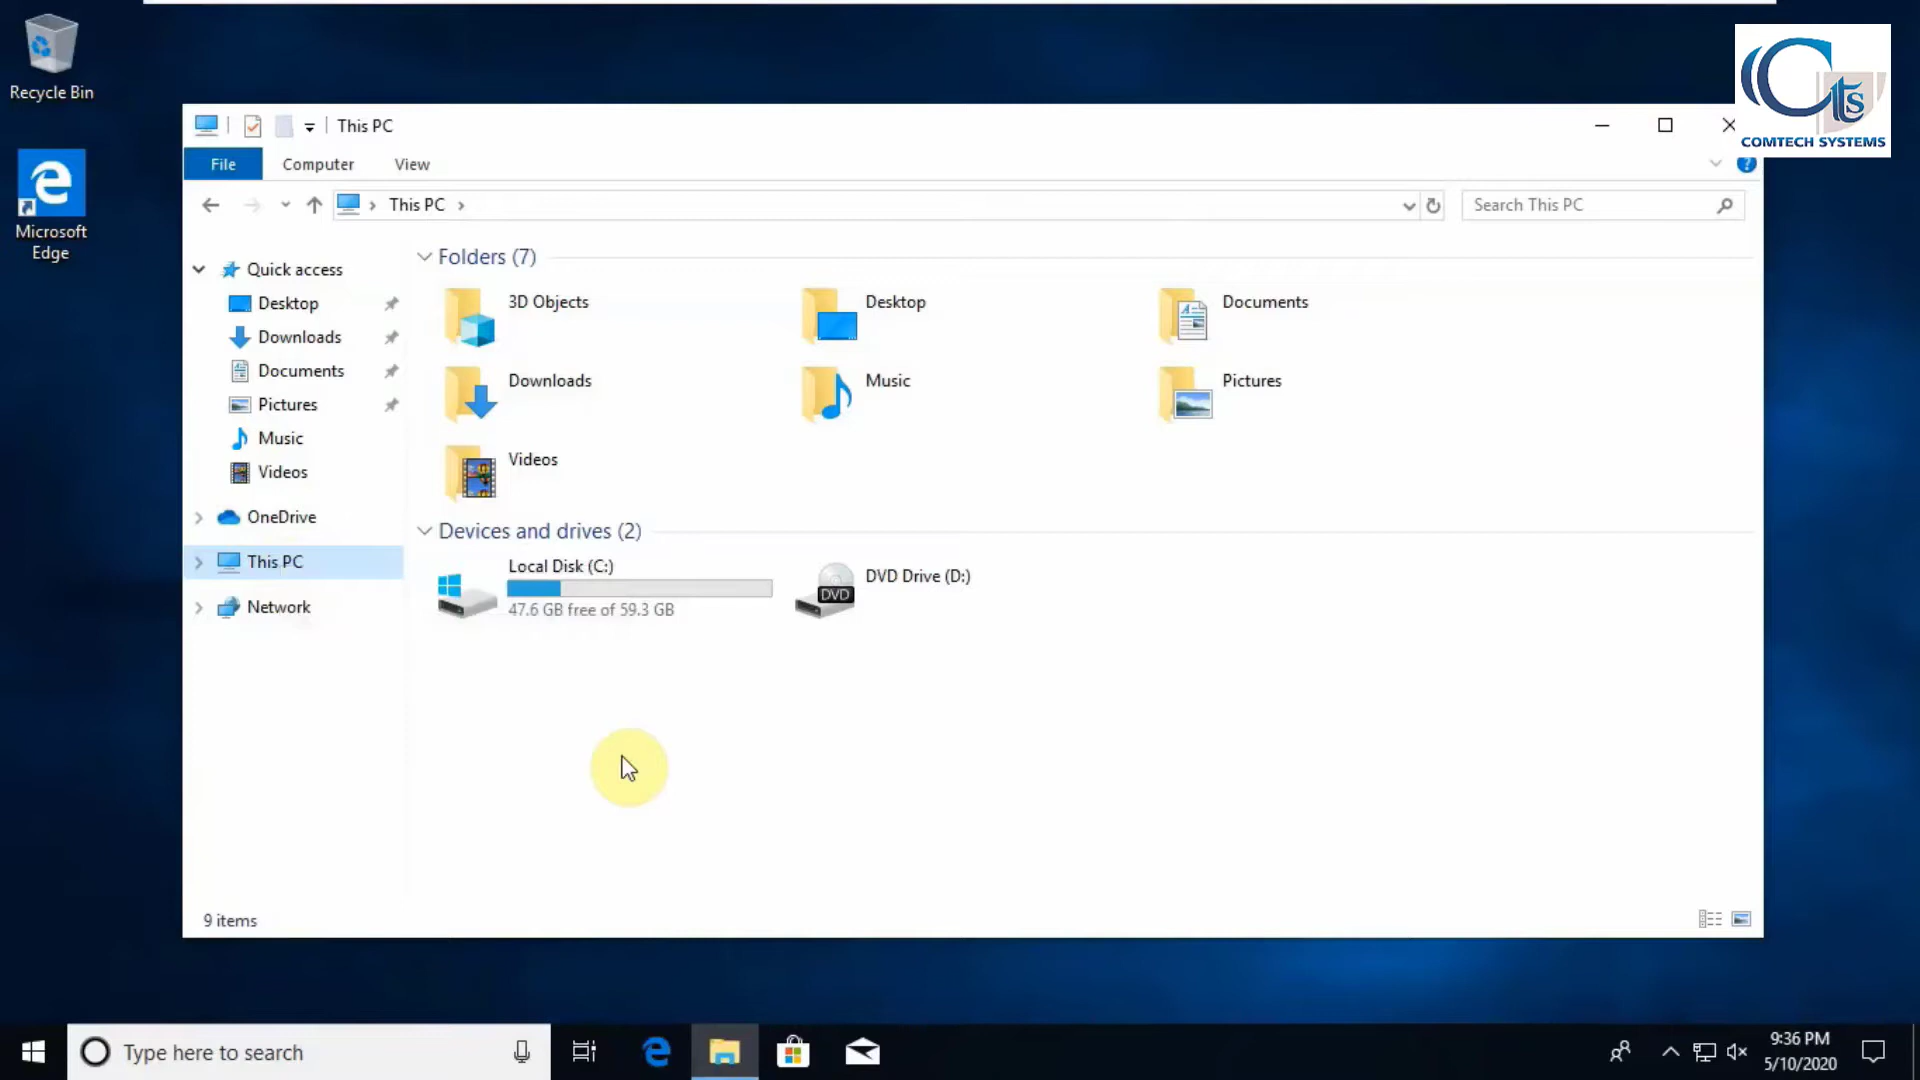 Recycle Bin
Microsoft
Edge
C ts
COMTECH SYSTEMS
This PC
File
Computer
View
?
This PC
Search This PC
Quick access
Desktop
Downloads
Documents
Pictures
Music
Videos
OneDrive
This PC
Network
Folders (7)
3D Objects
Desktop
Documents
Downloads
Music
Pictures
Videos
Devices and drives (2)
Local Disk (C:)
47.6 GB free of 59.3 GB
DVD
DVD Drive (D:)
9 items
Type here to search
9:36 PM
5/10/2020